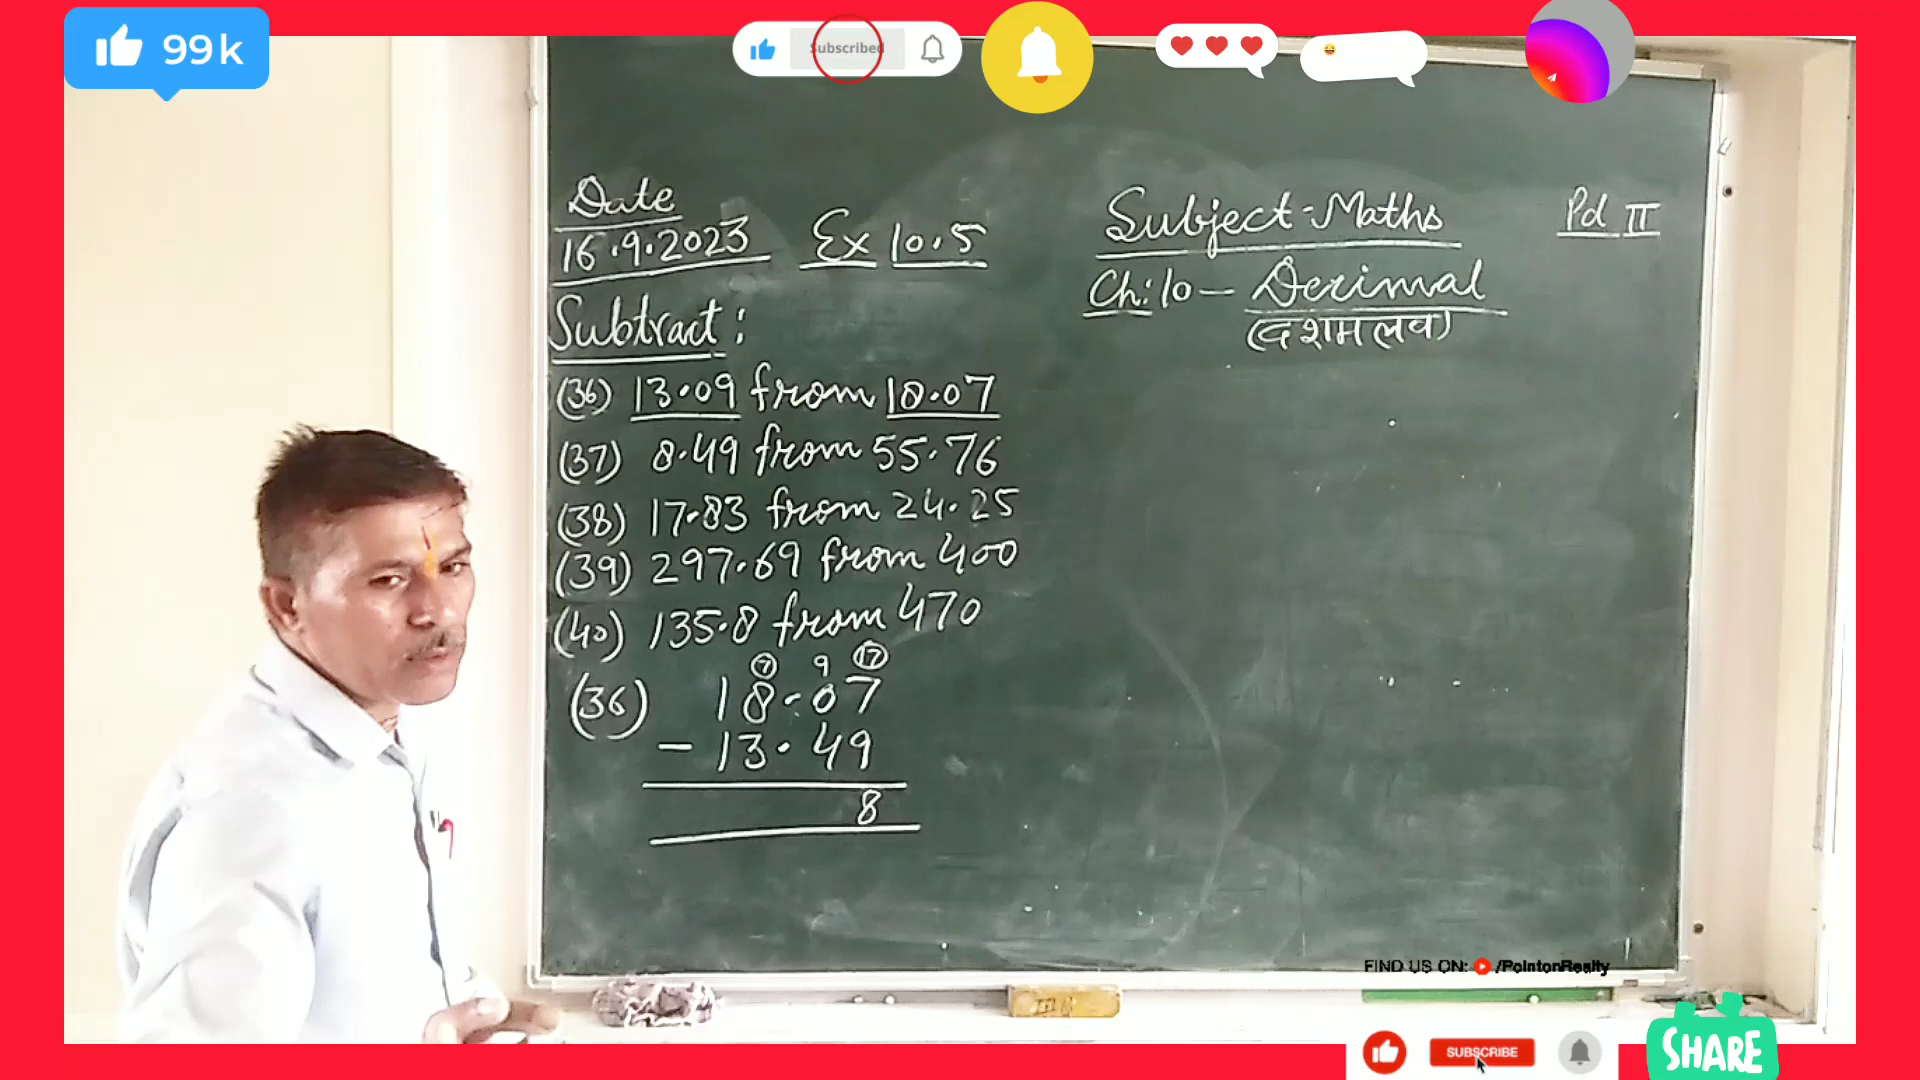 99k
Subscribed
Date
16.9.2023
Ex 10.5
Subject-Maths
Pd II
Ch:10 - Decimal
(दशमलव)
Subtract:
(36) 13.09 from 18.07
(37) 8.49 from 55.76
(38) 17.83 from 24.25
(39) 297.69 from 400
(40) 135.8 from 470
7 9 17
(36) 18.07
- 13.49
8
FIND US ON: /PointonReality
SUBSCRIBE
SHARE